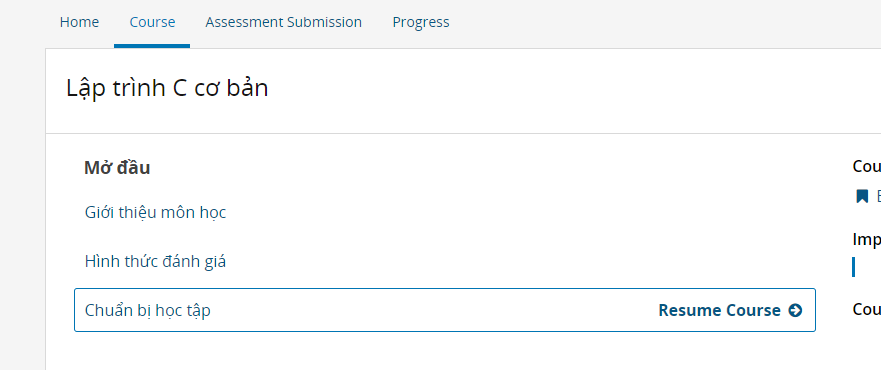 Home Course Assessment Submission Progress
Lập trình C cơ bản
Mở đầu
Giới thiệu môn học
Hình thức đánh giá
Chuẩn bị học tập Resume Course
Cou
Imp
Cou